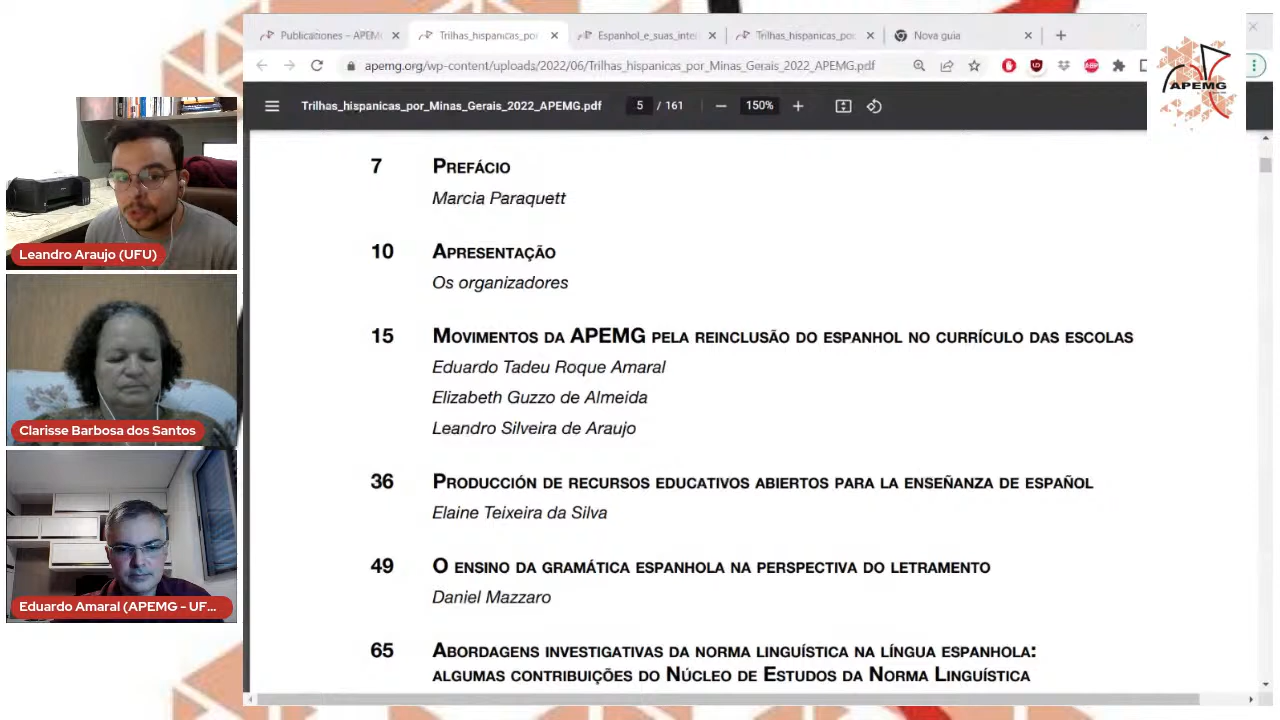 Publicaciones – APEM
Trilhas_hispanicas_por
Espanhol_e_suas_inte
Trilhas_hispanicas_por
Nova guia
apemg.org/wp-content/uploads/2022/06/Trilhas_hispanicas_por_Minas_Gerais_2022_APEMG.pdf
APEMG
Trilhas_hispanicas_por_Minas_Gerais_2022_APEMG.pdf
5 / 161
150%
7 PREFÁCIO
Marcia Paraquett
10 APRESENTAÇÃO
Os organizadores
15 MOVIMENTOS DA APEMG PELA REINCLUSÃO DO ESPANHOL NO CURRÍCULO DAS ESCOLAS
Eduardo Tadeu Roque Amaral
Elizabeth Guzzo de Almeida
Leandro Silveira de Araujo
36 PRODUCCIÓN DE RECURSOS EDUCATIVOS ABIERTOS PARA LA ENSEÑANZA DE ESPAÑOL
Elaine Teixeira da Silva
49 O ENSINO DA GRAMÁTICA ESPANHOLA NA PERSPECTIVA DO LETRAMENTO
Daniel Mazzaro
65 ABORDAGENS INVESTIGATIVAS DA NORMA LINGUÍSTICA NA LÍNGUA ESPANHOLA:
ALGUMAS CONTRIBUIÇÕES DO NÚCLEO DE ESTUDOS DA NORMA LINGUÍSTICA
Leandro Araujo (UFU)
Clarisse Barbosa dos Santos
Eduardo Amaral (APEMG - UF...